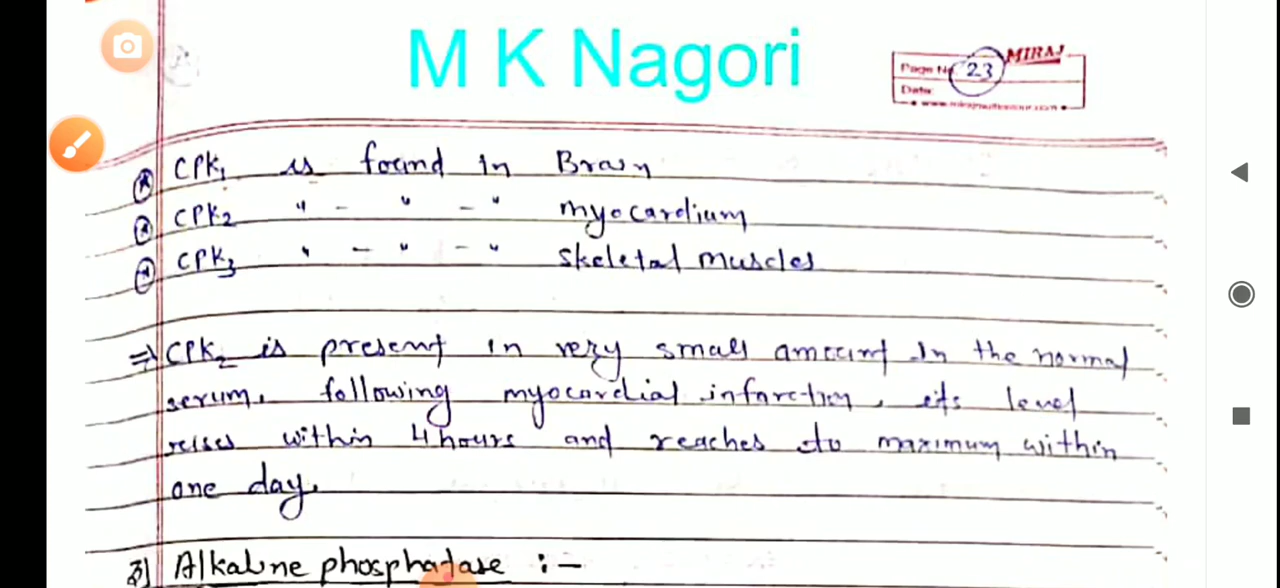 M K Nagori
MIRAJ
Page No. 23
Date:
CPK1 is found in Brain
CPK2 " - " - " myocardium
CPK3 " - " - " skeletal muscles
⇒ CPK2 is present in very small amount in the normal
serum. following myocardial infarction, its level
reises within 4 hours and reaches to maximum within
one day.
3] Alkaline phosphatase :-